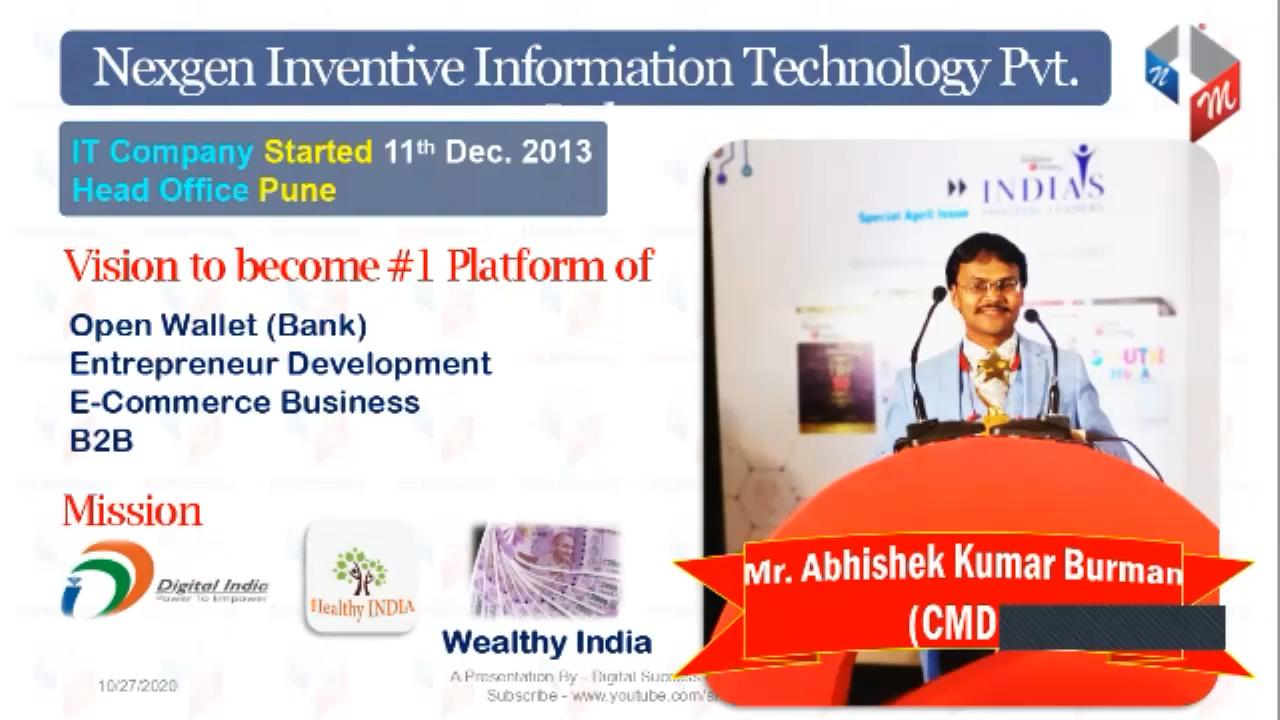 Nexgen Inventive Information Technology Pvt.
n
M
IT Company Started 11th Dec. 2013
Head Office Pune
INDIA'S
Special April Issue
Vision to become #1 Platform of
Open Wallet (Bank)
Entrepreneur Development
E-Commerce Business
B2B
Mission
Digital India
Power To Empower
Healthy INDIA
Wealthy India
Mr. Abhishek Kumar Burman
(CMD
10/27/2020
A Presentation By - Digital
Subscribe - www.youtube.com/